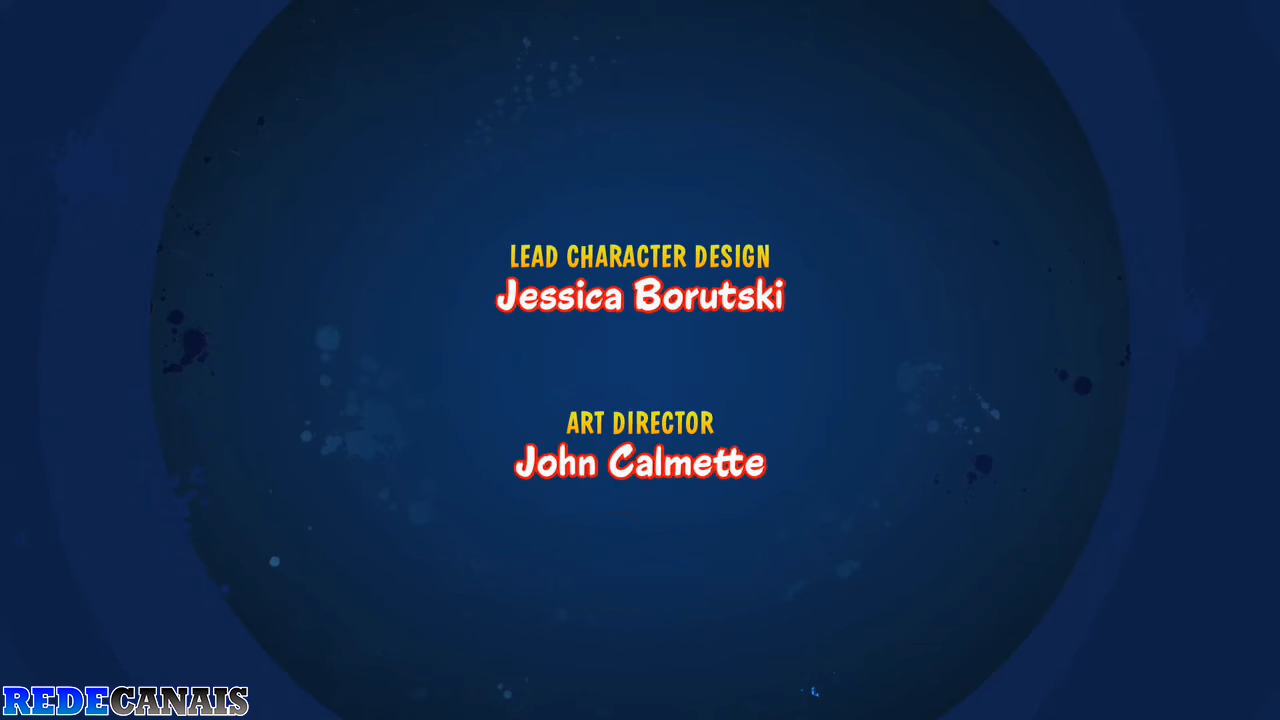 LEAD CHARACTER DESIGN
Jessica Borutski
ART DIRECTOR
John Calmette
REDECANAIS